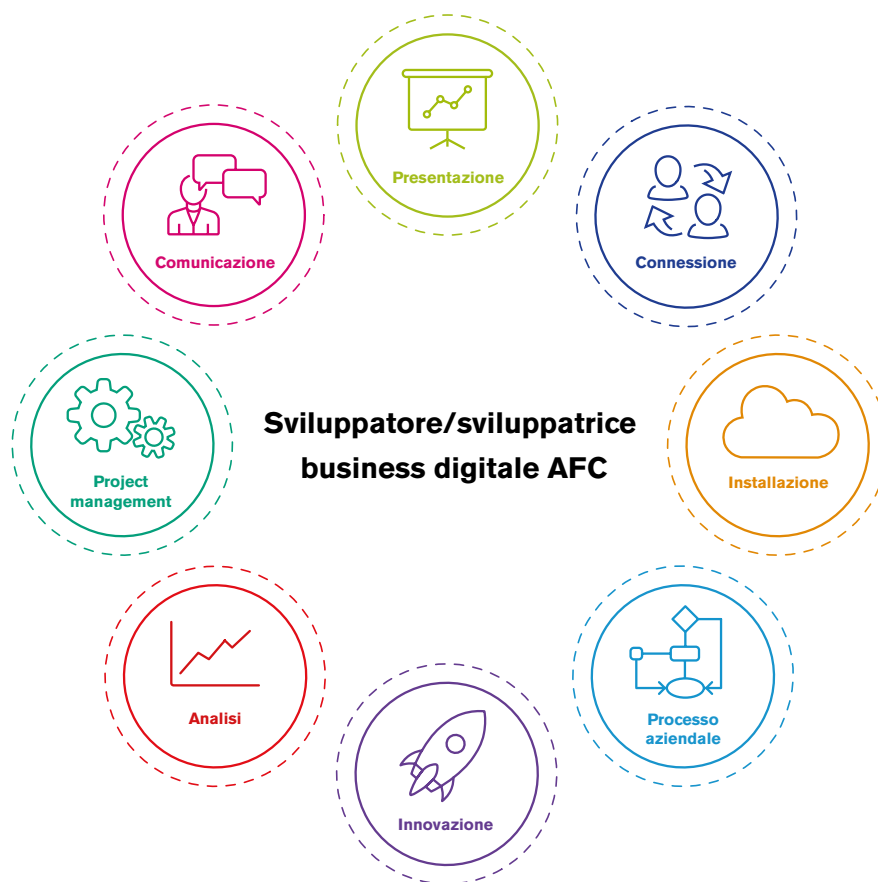 Presentazione
Comunicazione
Connessione
Sviluppatore/sviluppatrice
business digitale AFC
Project
management
Installazione
Analisi
Processo
aziendale
Innovazione